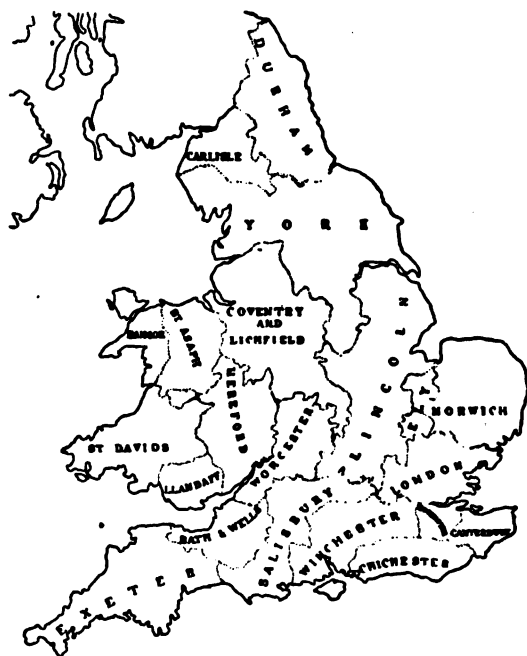 DURHAM
CARLISLE
YORK
COVENTRY
AND
LICHFIELD
BANGOR
ST ASAPH
HEREFORD
LINCOLN
ELY
NORWICH
ST DAVIDS
LLANDAFF
WORCESTER
LONDON
BATH & WELLS
SALISBURY
WINCHESTER
CANTERBURY
CHICHESTER
EXETER